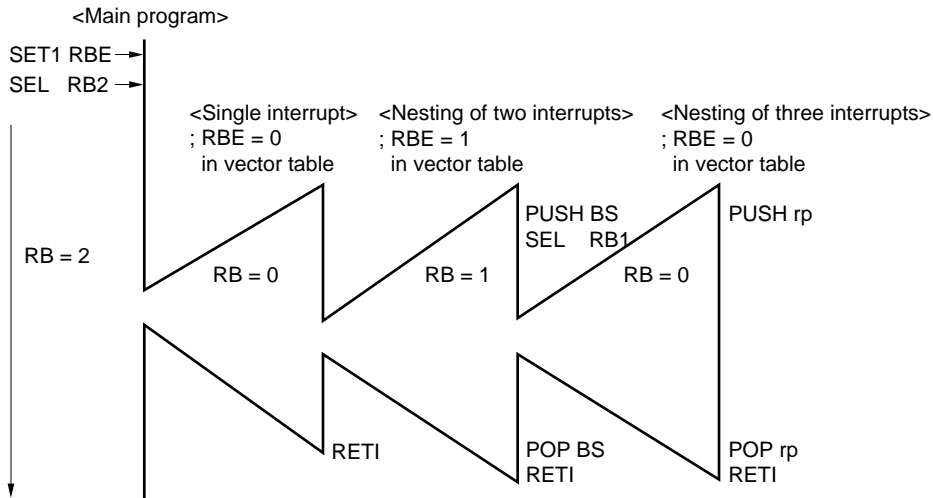 <Main program>
SET1 RBE
SEL RB2
<Single interrupt>
; RBE = 0
in vector table
<Nesting of two interrupts>
; RBE = 1
in vector table
<Nesting of three interrupts>
; RBE = 0
in vector table
PUSH BS
SEL RB1
PUSH rp
RB = 2
RB = 0
RB = 1
RB = 0
RETI
POP BS
RETI
POP rp
RETI